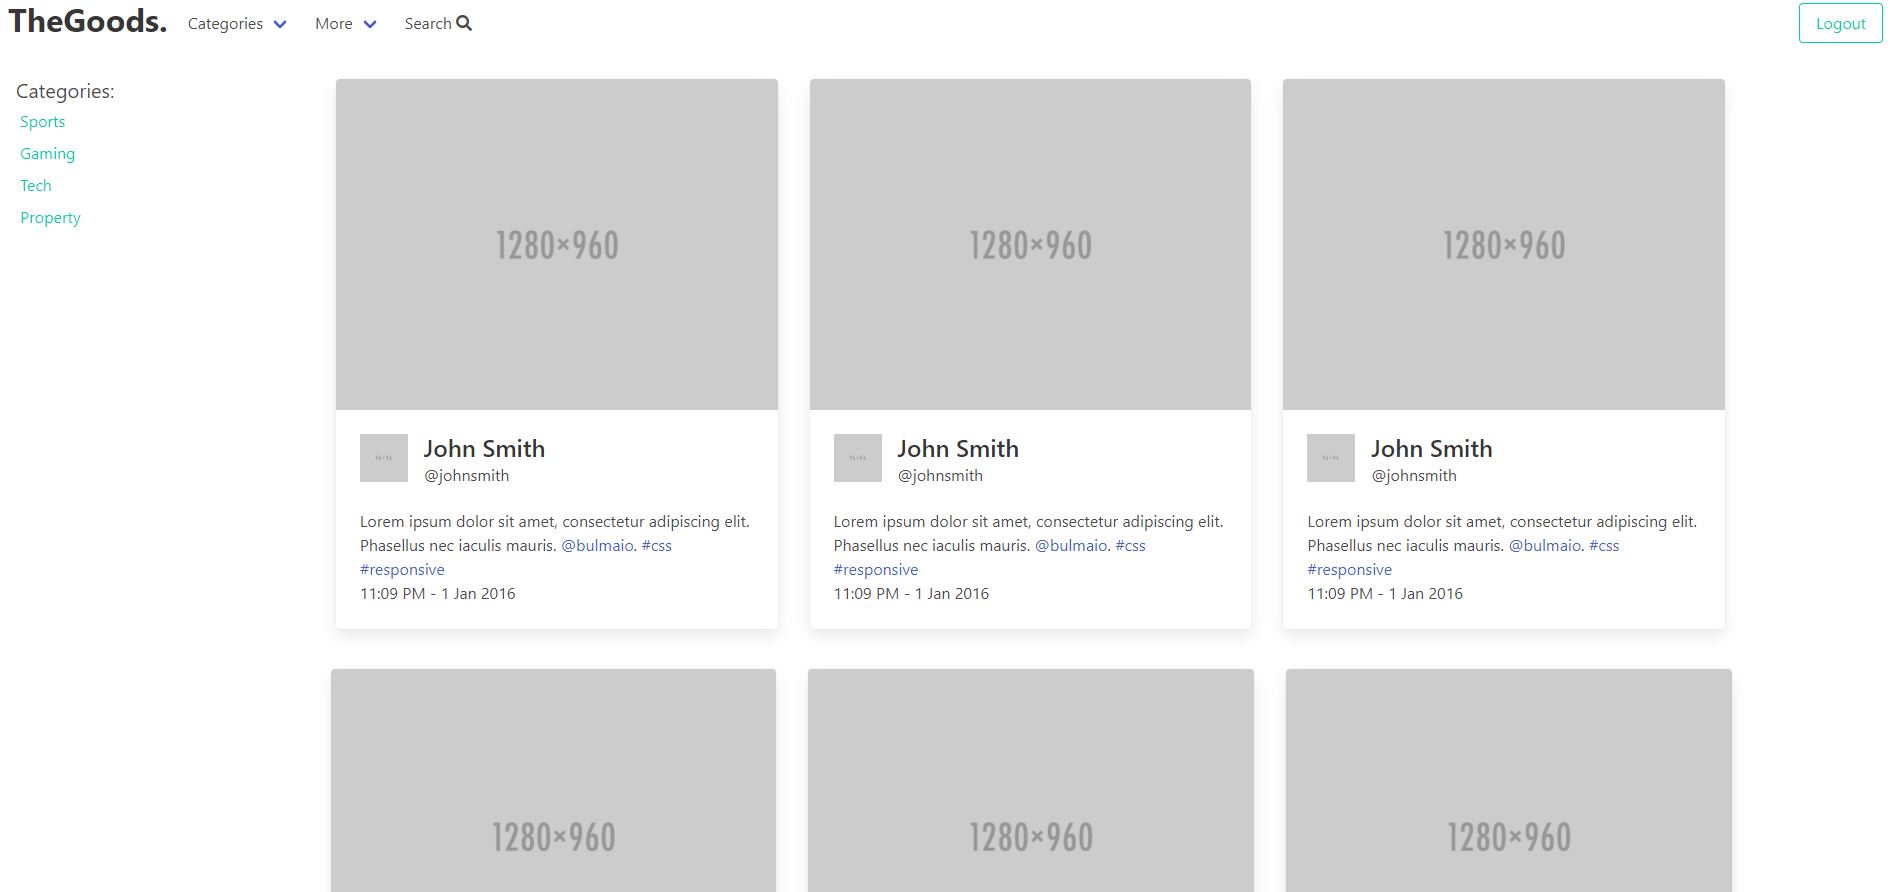 TheGoods. Categories More Search Logout
Categories:
Sports
Gaming
Tech
Property
1280×960
John Smith
@johnsmith
Lorem ipsum dolor sit amet, consectetur adipiscing elit.
Phasellus nec iaculis mauris. @bulmaio. #css
#responsive
11:09 PM - 1 Jan 2016
1280×960
John Smith
@johnsmith
Lorem ipsum dolor sit amet, consectetur adipiscing elit.
Phasellus nec iaculis mauris. @bulmaio. #css
#responsive
11:09 PM - 1 Jan 2016
1280×960
John Smith
@johnsmith
Lorem ipsum dolor sit amet, consectetur adipiscing elit.
Phasellus nec iaculis mauris. @bulmaio. #css
#responsive
11:09 PM - 1 Jan 2016
1280×960
1280×960
1280×960